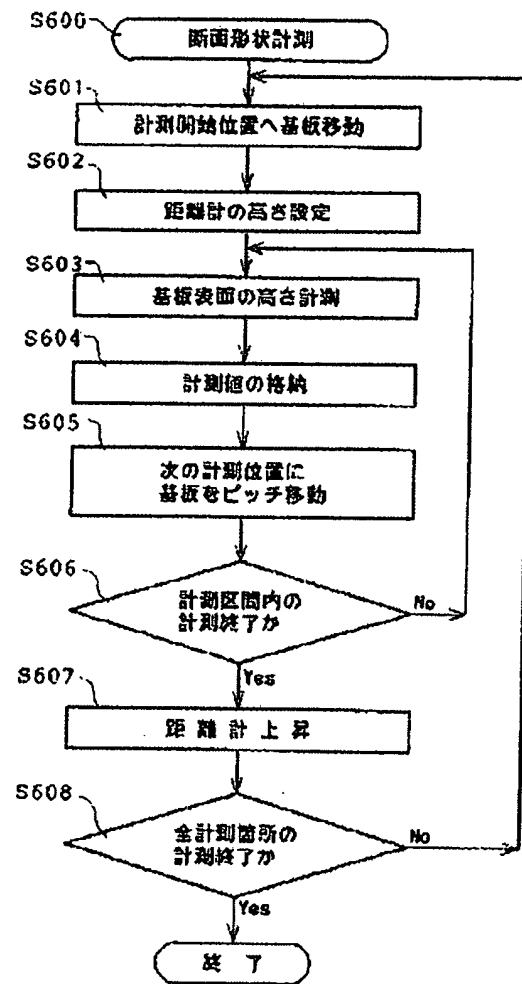 S600
断面形状計測
S601
計測開始位置へ基板移動
S602
距離計の高さ設定
S603
基板表面の高さ計測
S604
計測値の格納
S605
次の計測位置に
基板をピッチ移動
S606
計測区間内の
計測終了か
No
Yes
S607
距離計上昇
S608
全計測箇所の
計測終了か
No
Yes
終了